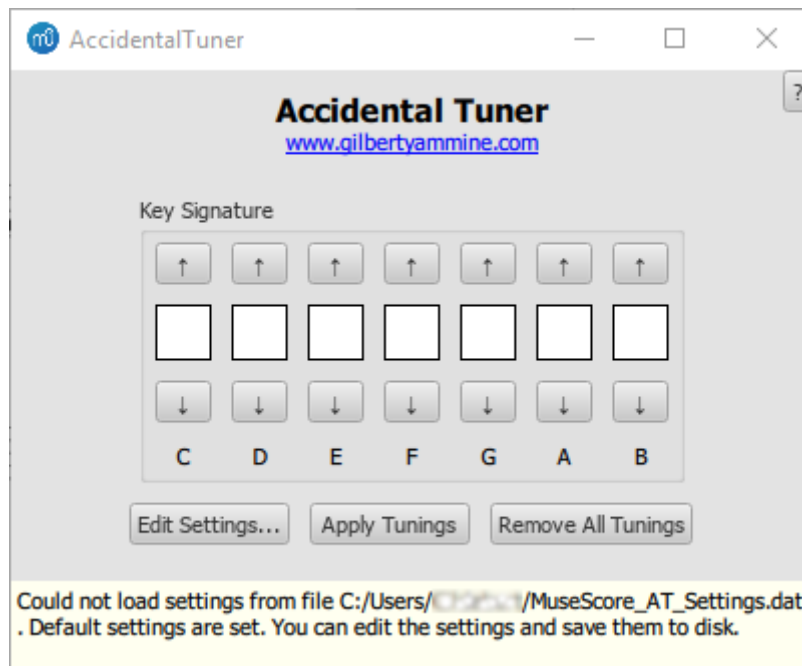 AccidentalTuner
?
Accidental Tuner
www.gilbertyammine.com
Key Signature
↑ ↑ ↑ ↑ ↑ ↑ ↑
↓ ↓ ↓ ↓ ↓ ↓ ↓
C D E F G A B
Edit Settings... Apply Tunings Remove All Tunings
Could not load settings from file C:/Users/ /MuseScore_AT_Settings.dat
. Default settings are set. You can edit the settings and save them to disk.